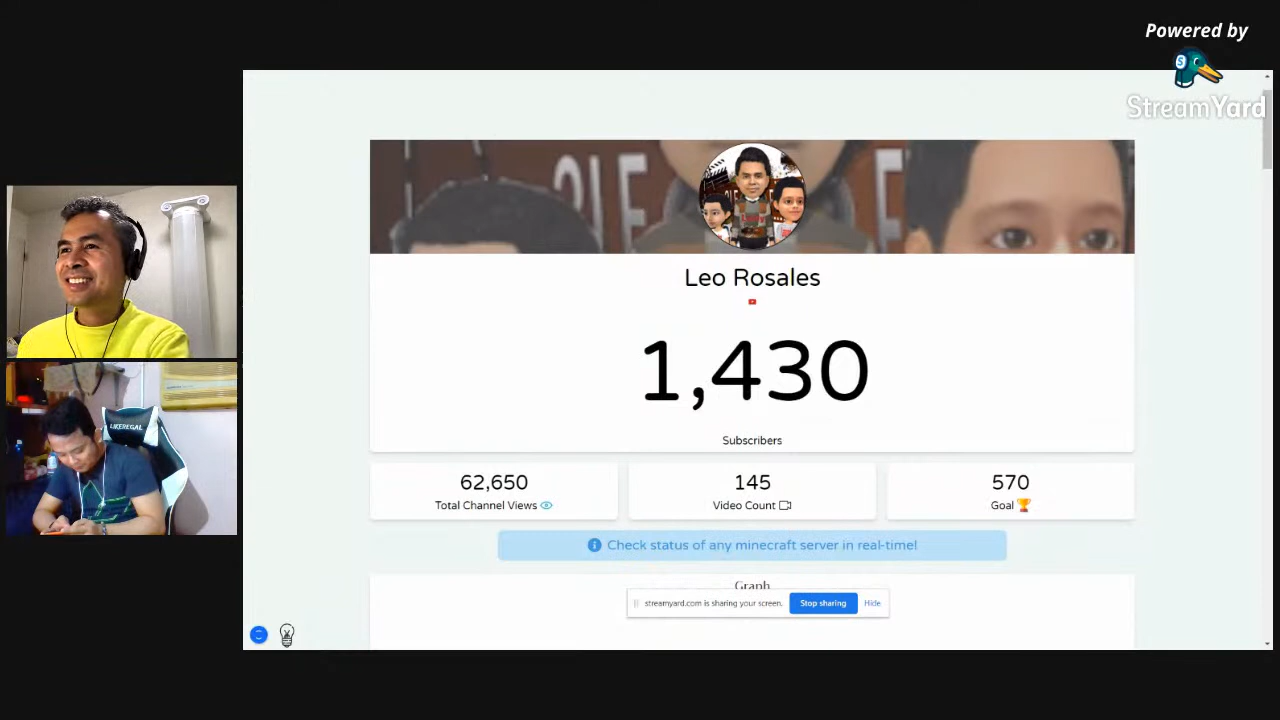 Powered by
StreamYard
Leo Rosales
1,430
Subscribers
62,650
Total Channel Views
145
Video Count
570
Goal
Check status of any minecraft server in real-time!
Graph
streamyard.com is sharing your screen.
Stop sharing
Hide
LIKEREGAL